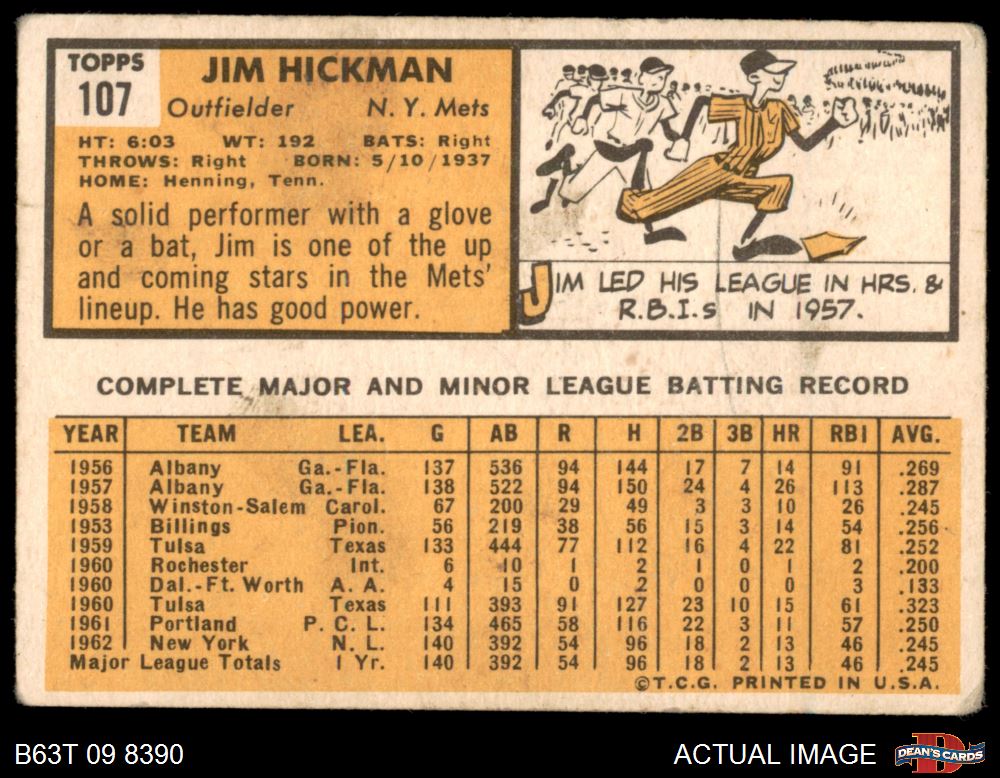 TOPPS
107
JIM HICKMAN
Outfielder N. Y. Mets
HT: 6:03 WT: 192 BATS: Right
THROWS: Right BORN: 5/10/1937
HOME: Henning, Tenn.
A solid performer with a glove
or a bat, Jim is one of the up
and coming stars in the Mets'
lineup. He has good power.
JIM LED HIS LEAGUE IN HRS. &
R.B.I.s IN 1957.
COMPLETE MAJOR AND MINOR LEAGUE BATTING RECORD
YEAR TEAM LEA. G AB R H 2B 3B HR RBI AVG.
1956 Albany Ga.-Fla. 137 536 94 144 17 7 14 91 .269
1957 Albany Ga.-Fla. 138 522 94 150 24 4 26 113 .287
1958 Winston-Salem Carol. 67 200 29 49 3 3 10 26 .245
1953 Billings Pion. 56 219 38 56 15 3 14 54 .256
1959 Tulsa Texas 133 444 77 112 16 4 22 81 .252
1960 Rochester Int. 6 10 1 2 1 0 1 2 .200
1960 Dal.-Ft. Worth A. A. 4 15 0 2 0 0 0 3 .133
1960 Tulsa Texas 111 393 91 127 23 10 15 61 .323
1961 Portland P. C. L. 134 465 58 116 22 3 11 57 .250
1962 New York N. L. 140 392 54 96 18 2 13 46 .245
Major League Totals 1 Yr. 140 392 54 96 18 2 13 46 .245
©T.C.G. PRINTED IN U.S.A.
B63T 09 8390
ACTUAL IMAGE
DEAN'S CARDS